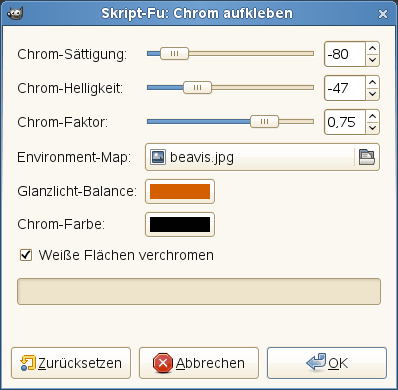 Skript-Fu: Chrom aufkleben
Chrom-Sättigung: -80
Chrom-Helligkeit: -47
Chrom-Faktor: 0,75
Environment-Map: beavis.jpg
Glanzlicht-Balance:
Chrom-Farbe:
Weiße Flächen verchromen
Zurücksetzen Abbrechen OK